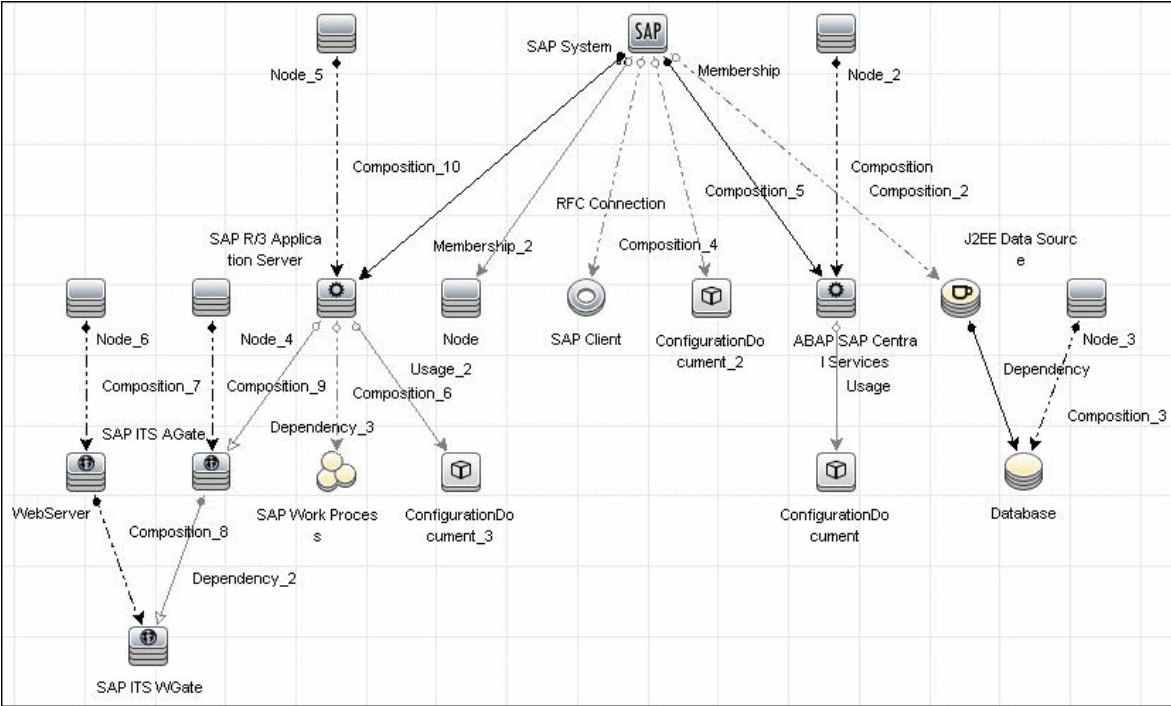 SAP
SAP System
Membership
Node_5
Node_2
Composition_10
Composition
RFC Connection
Composition_5
Composition_2
SAP R/3 Applica
tion Server
Membership_2
Composition_4
J2EE Data Sourc
e
Node_6
Node_4
Node
SAP Client
ConfigurationDo
cument_2
ABAP SAP Centra
l Services
Node_3
Composition_7
Composition_9
Usage_2
Composition_6
Usage
Dependency
Composition_3
SAP ITS AGate
Dependency_3
WebServer
Composition_8
SAP Work Proces
s
ConfigurationDo
cument_3
ConfigurationDo
cument
Database
Dependency_2
SAP ITS WGate